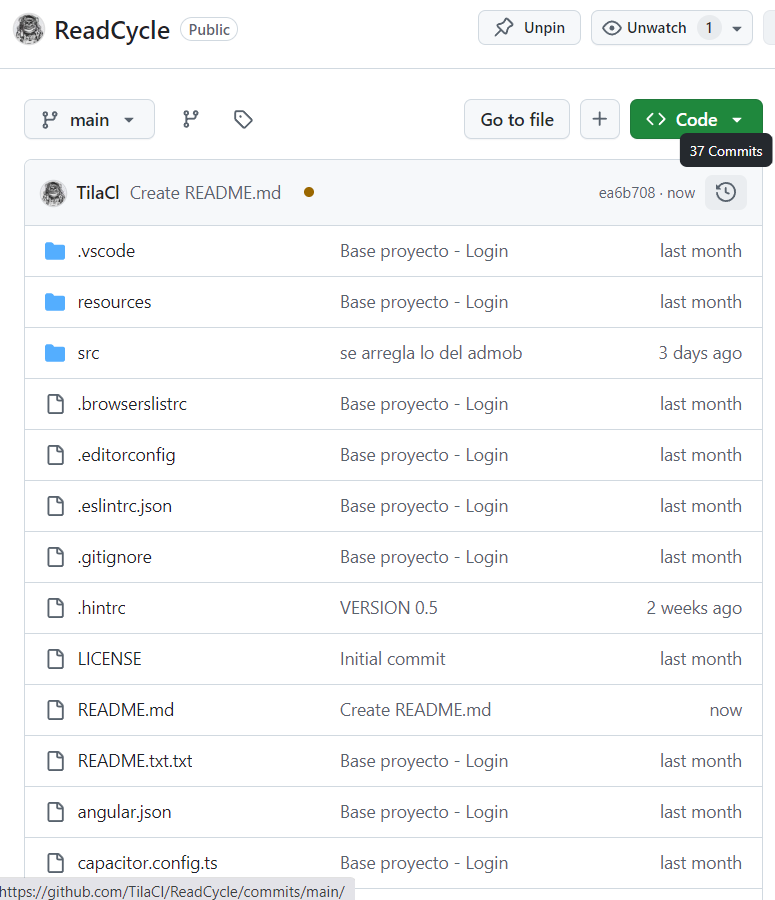 ReadCycle Public Unpin Unwatch 1
main Go to file Code
37 Commits
TilaCl Create README.md ea6b708 · now
.vscode Base proyecto - Login last month
resources Base proyecto - Login last month
src se arregla lo del admob 3 days ago
.browserslistrc Base proyecto - Login last month
.editorconfig Base proyecto - Login last month
.eslintrc.json Base proyecto - Login last month
.gitignore Base proyecto - Login last month
.hintrc VERSION 0.5 2 weeks ago
LICENSE Initial commit last month
README.md Create README.md now
README.txt.txt Base proyecto - Login last month
angular.json Base proyecto - Login last month
capacitor.config.ts Base proyecto - Login last month
https://github.com/TilaCl/ReadCycle/commits/main/